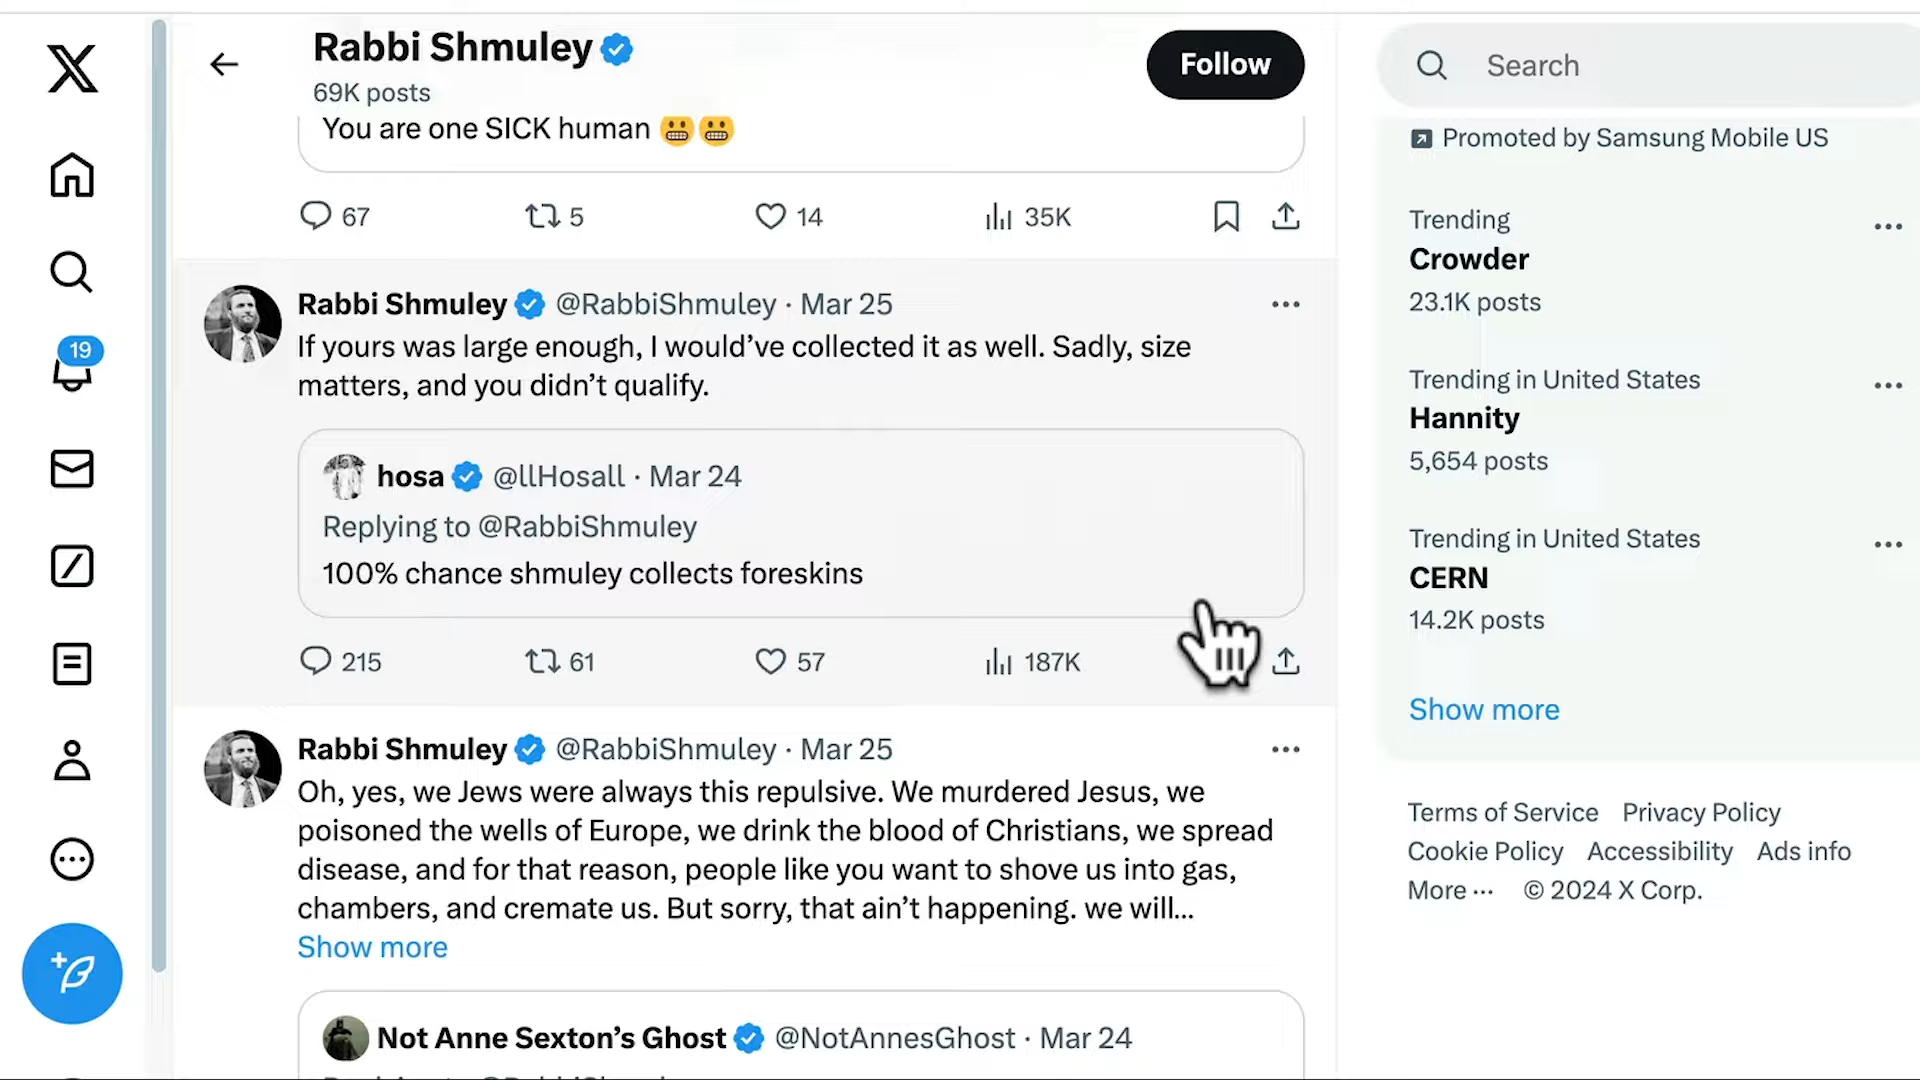 Rabbi Shmuley
69K posts
Follow
Search
You are one SICK human 😬😬
67 5 14 35K
Rabbi Shmuley @RabbiShmuley · Mar 25
If yours was large enough, I would’ve collected it as well. Sadly, size
matters, and you didn’t qualify.
hosa @llHosall · Mar 24
Replying to @RabbiShmuley
100% chance shmuley collects foreskins
215 61 57 187K
Rabbi Shmuley @RabbiShmuley · Mar 25
Oh, yes, we Jews were always this repulsive. We murdered Jesus, we
poisoned the wells of Europe, we drink the blood of Christians, we spread
disease, and for that reason, people like you want to shove us into gas,
chambers, and cremate us. But sorry, that ain’t happening. we will...
Show more
Not Anne Sexton’s Ghost @NotAnnesGhost · Mar 24
19
Promoted by Samsung Mobile US
Trending
Crowder
23.1K posts
Trending in United States
Hannity
5,654 posts
Trending in United States
CERN
14.2K posts
Show more
Terms of Service Privacy Policy
Cookie Policy Accessibility Ads info
More ··· © 2024 X Corp.